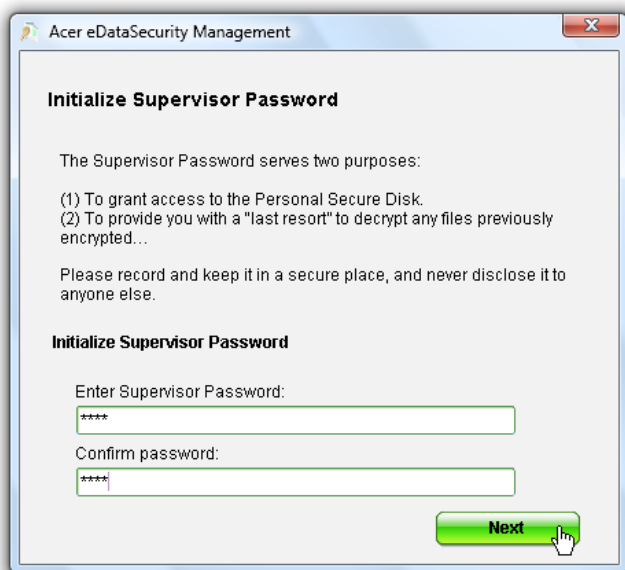 Acer eDataSecurity Management
Initialize Supervisor Password
The Supervisor Password serves two purposes:
(1) To grant access to the Personal Secure Disk.
(2) To provide you with a "last resort" to decrypt any files previously
encrypted...
Please record and keep it in a secure place, and never disclose it to
anyone else.
Initialize Supervisor Password
Enter Supervisor Password:
****
Confirm password:
****
Next